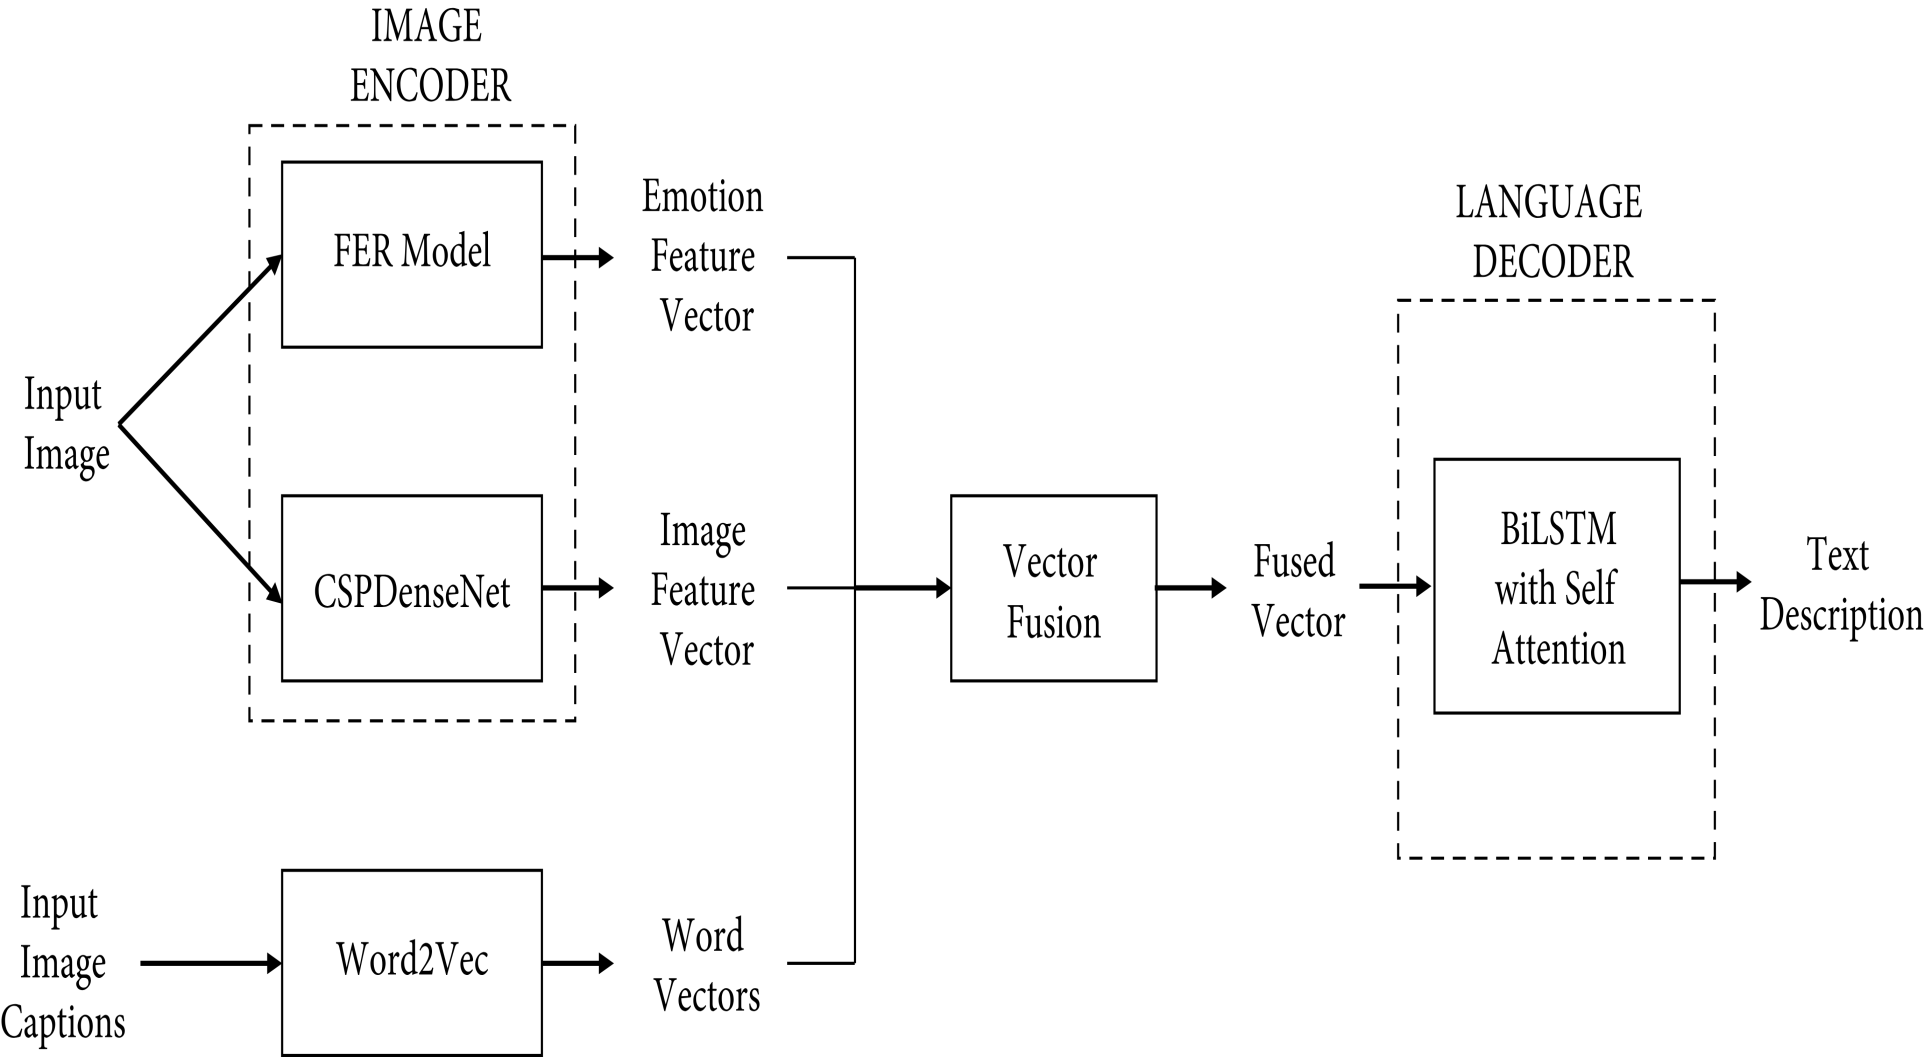 IMAGE
ENCODER
FER Model
Emotion
Feature
Vector
Input
Image
CSPDenseNet
Image
Feature
Vector
Input
Image
Captions
Word2Vec
Word
Vectors
Vector
Fusion
Fused
Vector
LANGUAGE
DECODER
BiLSTM
with Self
Attention
Text
Description